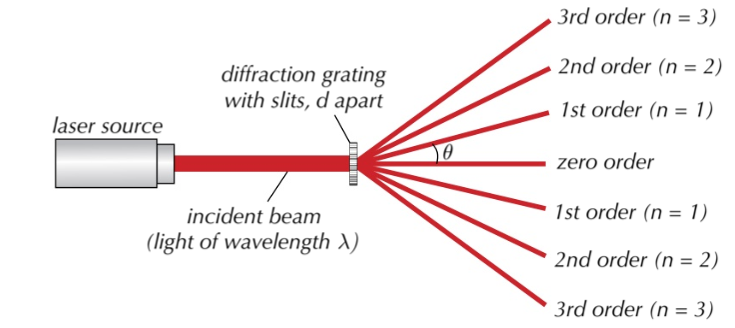 3rd order (n = 3)
2nd order (n = 2)
diffraction grating
with slits, d apart
1st order (n = 1)
laser source
θ
zero order
incident beam
(light of wavelength λ)
1st order (n = 1)
2nd order (n = 2)
3rd order (n = 3)